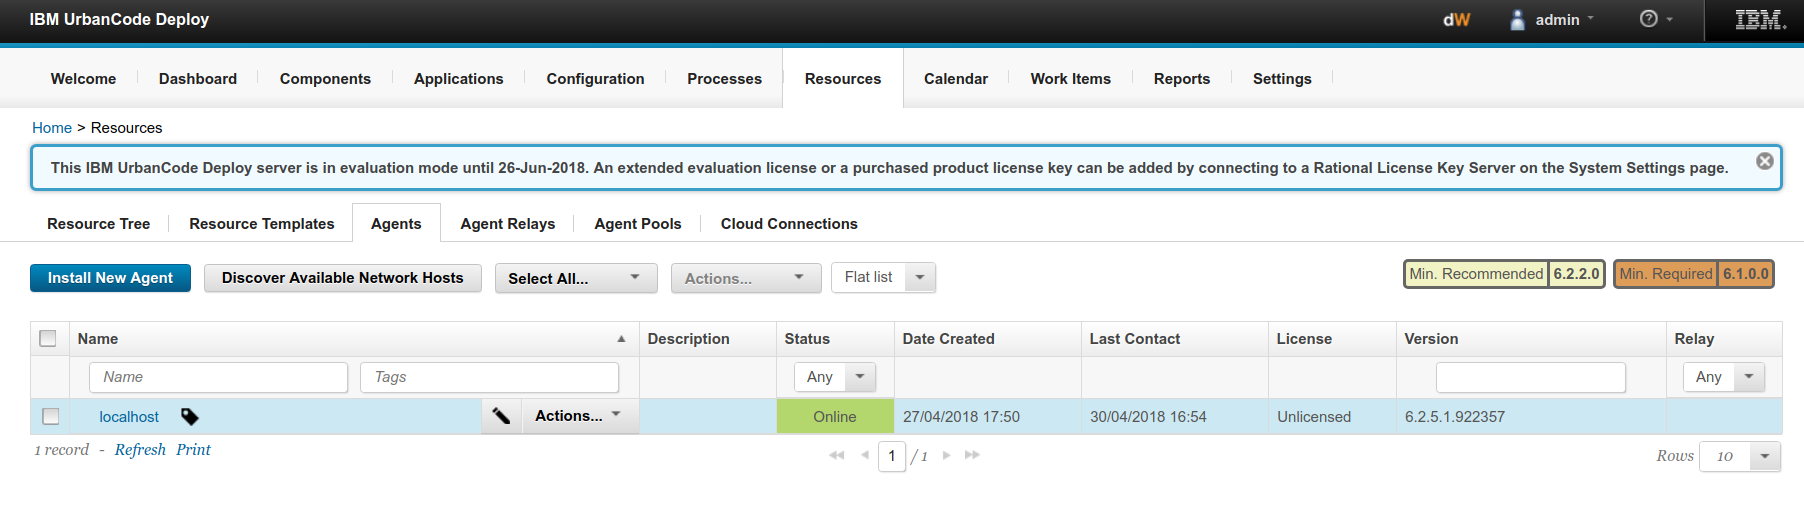 IBM UrbanCode Deploy
dW admin ? IBM
Welcome Dashboard Components Applications Configuration Processes Resources Calendar Work Items Reports Settings
Home > Resources
This IBM UrbanCode Deploy server is in evaluation mode until 26-Jun-2018. An extended evaluation license or a purchased product license key can be added by connecting to a Rational License Key Server on the System Settings page.
Resource Tree Resource Templates Agents Agent Relays Agent Pools Cloud Connections
Install New Agent Discover Available Network Hosts Select All... Actions... Flat list Min. Recommended 6.2.2.0 Min. Required 6.1.0.0
Name Description Status Date Created Last Contact License Version Relay
Name Tags Any Any
localhost Actions... Online 27/04/2018 17:50 30/04/2018 16:54 Unlicensed 6.2.5.1.922357
1 record - Refresh Print 1 / 1 Rows 10